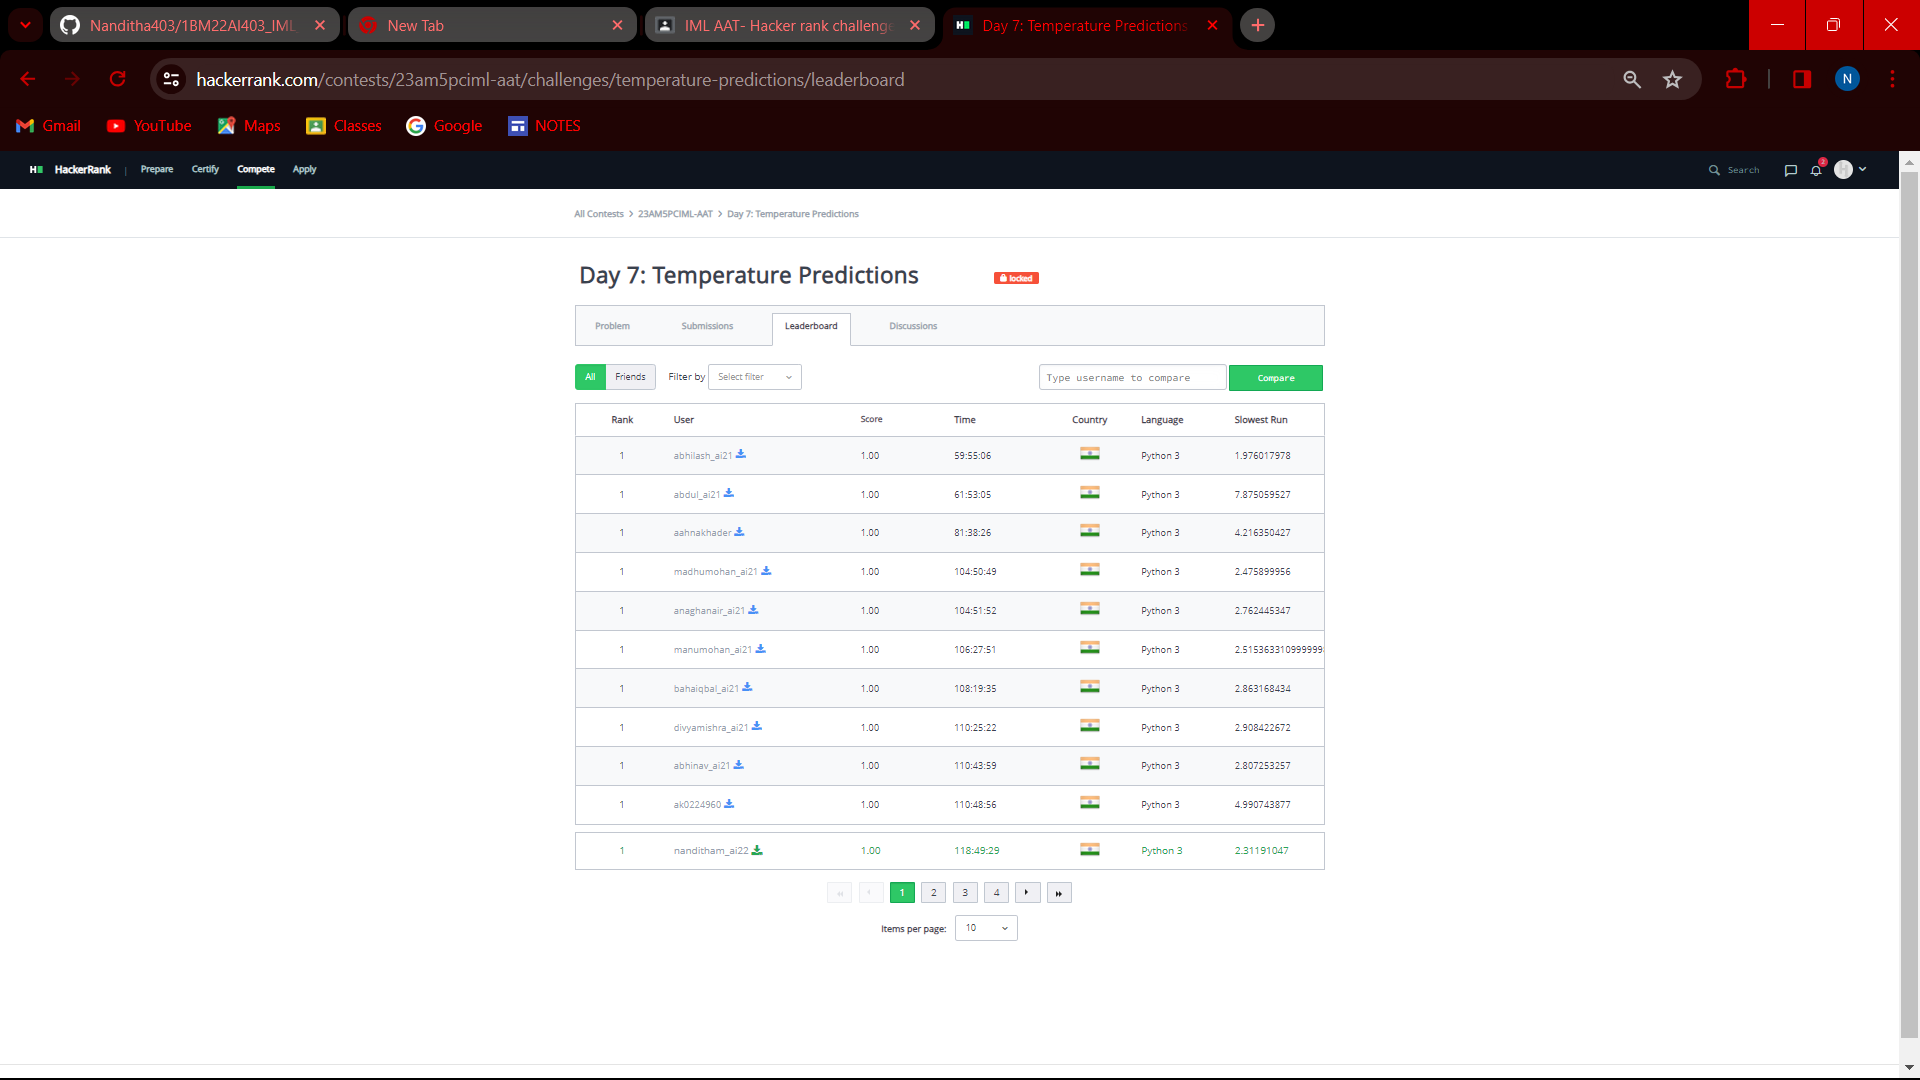 Nanditha403/1BM22AI403_IML
New Tab
IML AAT- Hacker rank challenge
Day 7: Temperature Predictions
hackerrank.com/contests/23am5pciml-aat/challenges/temperature-predictions/leaderboard
N
Gmail YouTube Maps Classes Google NOTES
HackerRank | Prepare Certify Compete Apply Search 2
All Contests > 23AM5PCIML-AAT > Day 7: Temperature Predictions
Day 7: Temperature Predictions locked
Problem Submissions Leaderboard Discussions
All Friends Filter by Select filter Type username to compare Compare
Rank User Score Time Country Language Slowest Run
1 abhilash_ai21 1.00 59:55:06 Python 3 1.976017978
1 abdul_ai21 1.00 61:53:05 Python 3 7.875059527
1 aahnakhader 1.00 81:38:26 Python 3 4.216350427
1 madhumohan_ai21 1.00 104:50:49 Python 3 2.475899956
1 anaghanair_ai21 1.00 104:51:52 Python 3 2.762445347
1 manumohan_ai21 1.00 106:27:51 Python 3 2.515363310999999
1 bahaiqbal_ai21 1.00 108:19:35 Python 3 2.863168434
1 divyamishra_ai21 1.00 110:25:22 Python 3 2.908422672
1 abhinav_ai21 1.00 110:43:59 Python 3 2.807253257
1 ak0224960 1.00 110:48:56 Python 3 4.990743877
1 nanditham_ai22 1.00 118:49:29 Python 3 2.31191047
1 2 3 4
Items per page: 10